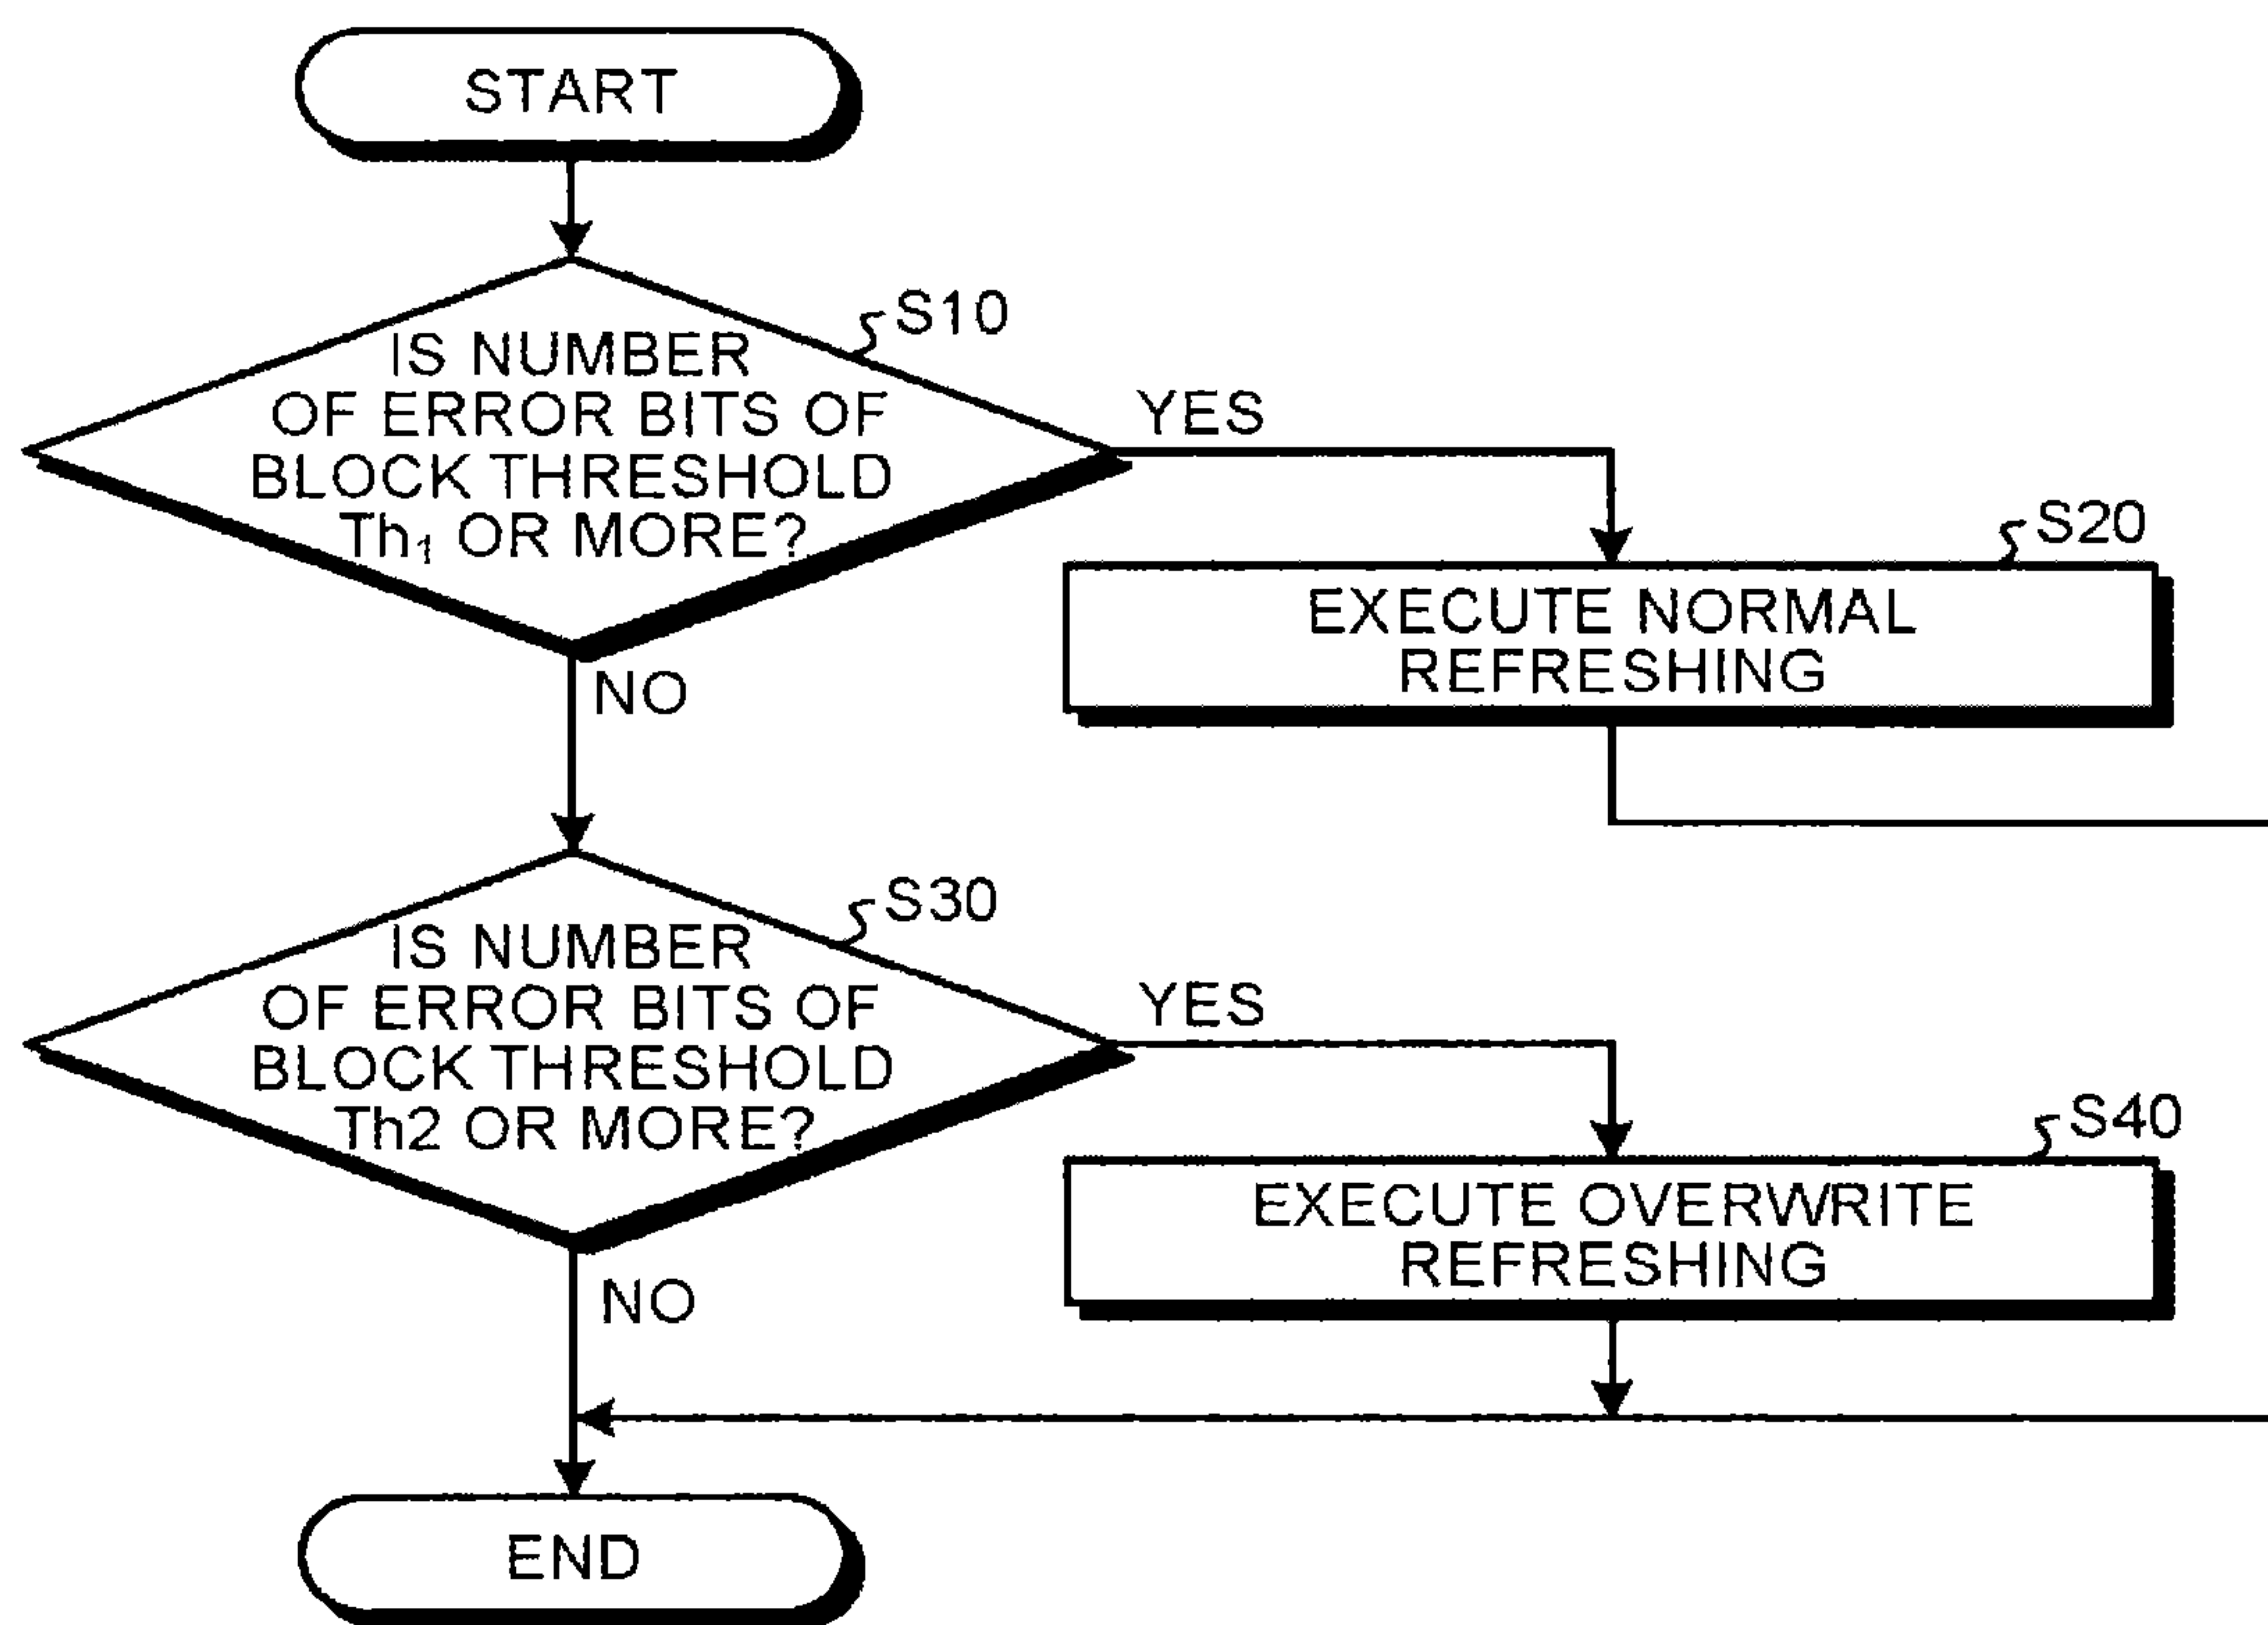 START
S10
IS NUMBER
OF ERROR BITS OF
BLOCK THRESHOLD
Th₁ OR MORE?
YES
S20
EXECUTE NORMAL
REFRESHING
NO
S30
IS NUMBER
OF ERROR BITS OF
BLOCK THRESHOLD
Th2 OR MORE?
YES
S40
EXECUTE OVERWRITE
REFRESHING
NO
END